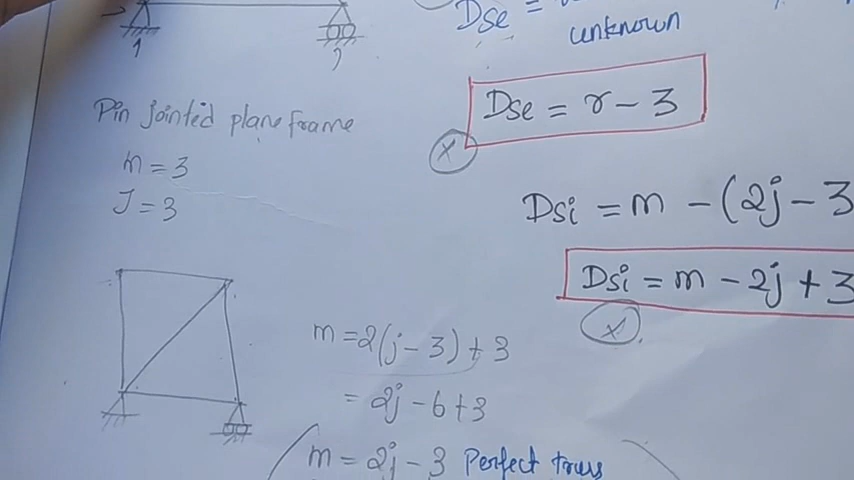 1
Dse =
unknown
Dse = r - 3
x
Pin jointed plane frame
m = 3
J = 3
Dsi = m - (2j - 3
Dsi = m - 2j + 3
x
m = 2(j - 3) + 3
= 2j - 6 + 3
m = 2j - 3 Perfect truss